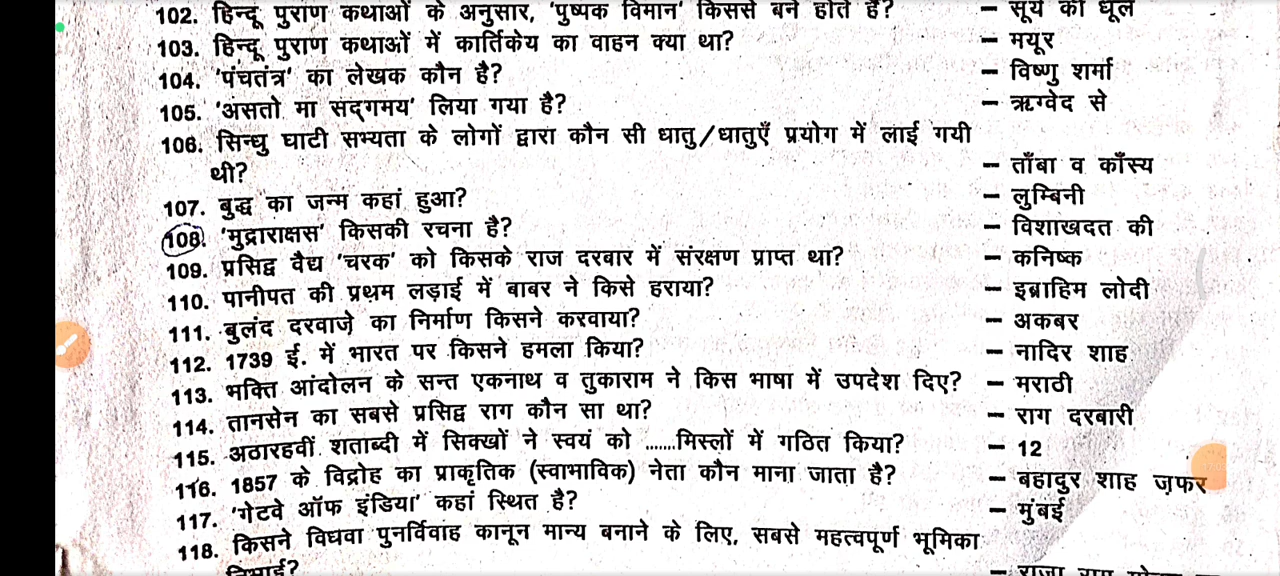 102. हिन्दू पुराण कथाओं के अनुसार, 'पुष्पक विमान' किससे बने होते हैं? – सूर्य की धूल
103. हिन्दू पुराण कथाओं में कार्तिकेय का वाहन क्या था? – मयूर
104. 'पंचतंत्र' का लेखक कौन है? – विष्णु शर्मा
105. 'असतो मा सद्गमय' लिया गया है? – ऋग्वेद से
106. सिन्धु घाटी सभ्यता के लोगों द्वारा कौन सी धातु/धातुएँ प्रयोग में लाई गयी
थी? – ताँबा व काँस्य
107. बुद्ध का जन्म कहां हुआ? – लुम्बिनी
108. 'मुद्राराक्षस' किसकी रचना है? – विशाखदत की
109. प्रसिद्व वैद्य 'चरक' को किसके राज दरबार में संरक्षण प्राप्त था? – कनिष्क
110. पानीपत की प्रथम लड़ाई में बाबर ने किसे हराया? – इब्राहिम लोदी
111. बुलंद दरवाजे़ का निर्माण किसने करवाया? – अकबर
112. 1739 ई. में भारत पर किसने हमला किया? – नादिर शाह
113. भक्ति आंदोलन के सन्त एकनाथ व तुकाराम ने किस भाषा में उपदेश दिए? – मराठी
114. तानसेन का सबसे प्रसिद्व राग कौन सा था? – राग दरबारी
115. अठारहवीं शताब्दी में सिक्खों ने स्वयं को ......मिस्लों में गठित किया? – 12
116. 1857 के विद्रोह का प्राकृतिक (स्वाभाविक) नेता कौन माना जाता है? – बहादुर शाह ज़फर
117. 'गेटवे ऑफ इंडिया' कहां स्थित है? – मुंबई
118. किसने विधवा पुनर्विवाह कानून मान्य बनाने के लिए, सबसे महत्वपूर्ण भूमिका
निभाई? – राजा राम